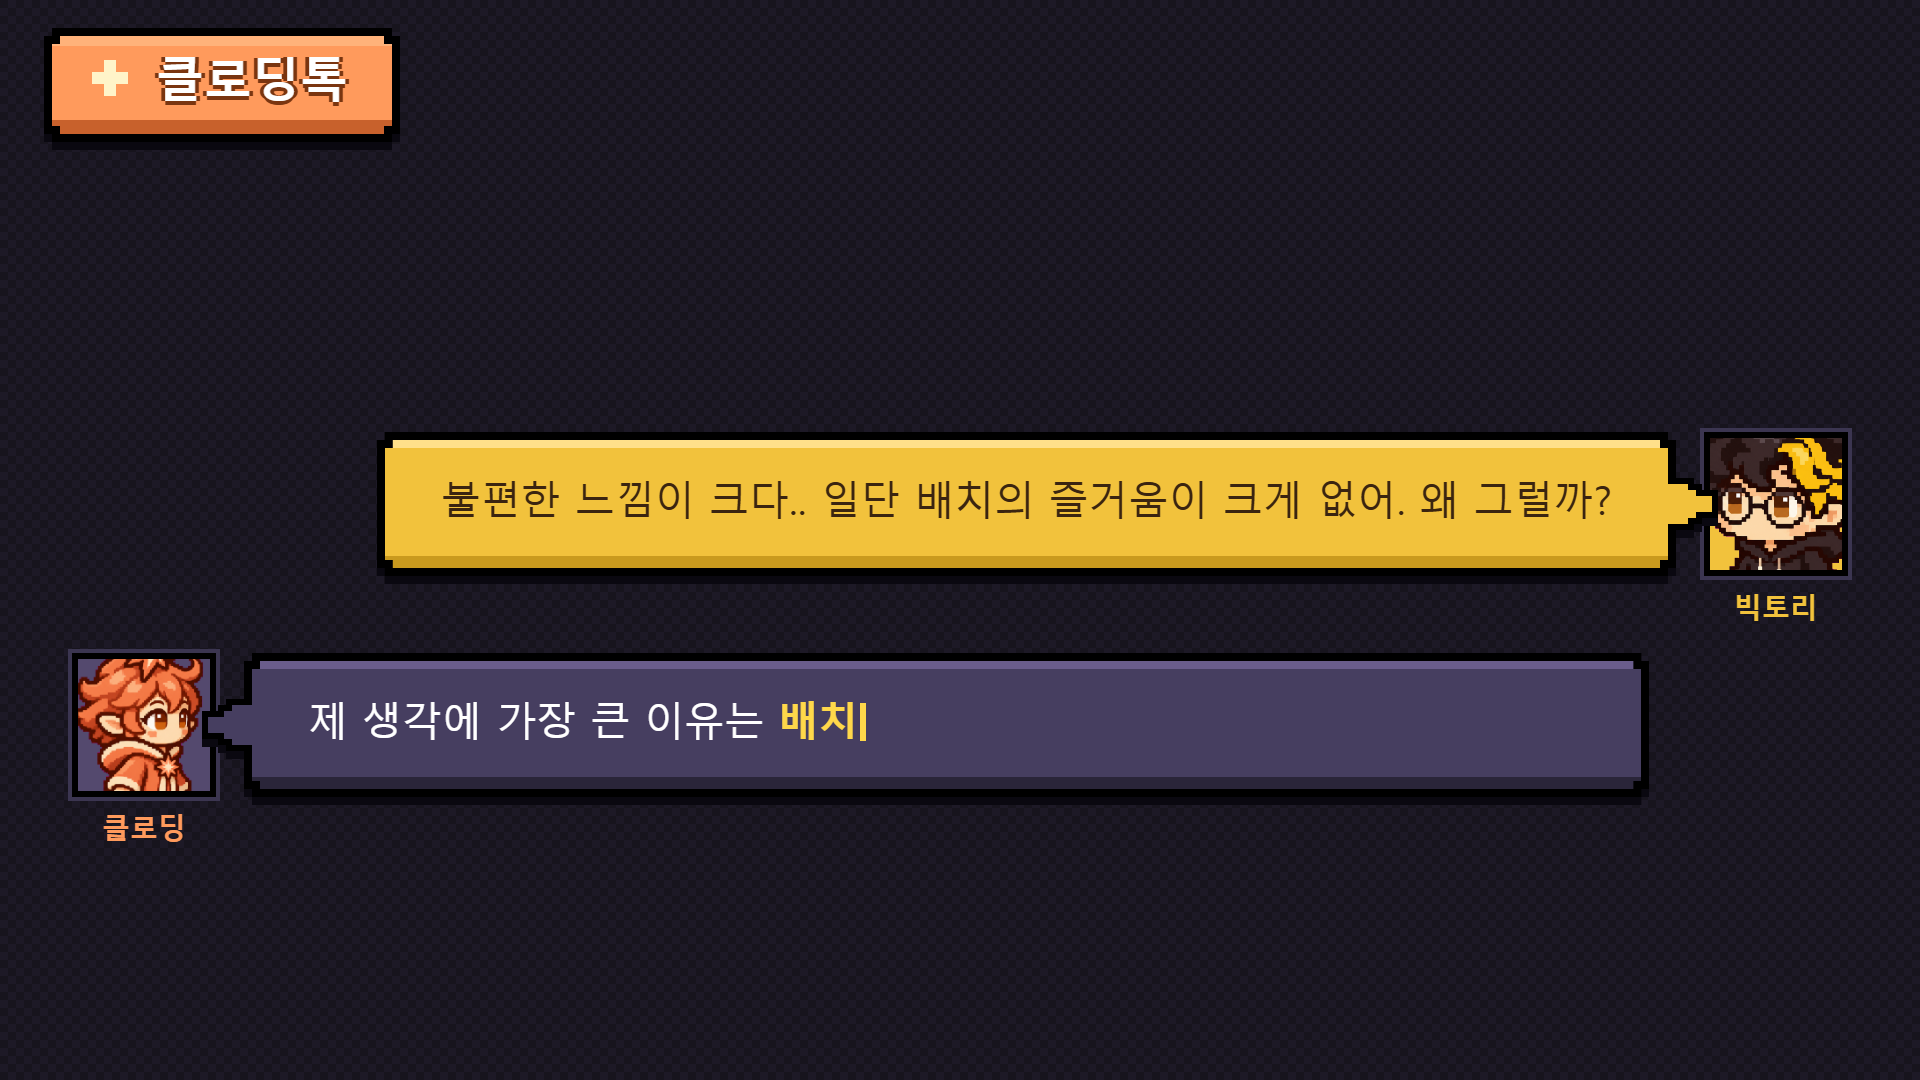 클로딩톡
불편한 느낌이 크다.. 일단 배치의 즐거움이 크게 없어. 왜 그럴까?
빅토리
제 생각에 가장 큰 이유는 배치
클로딩